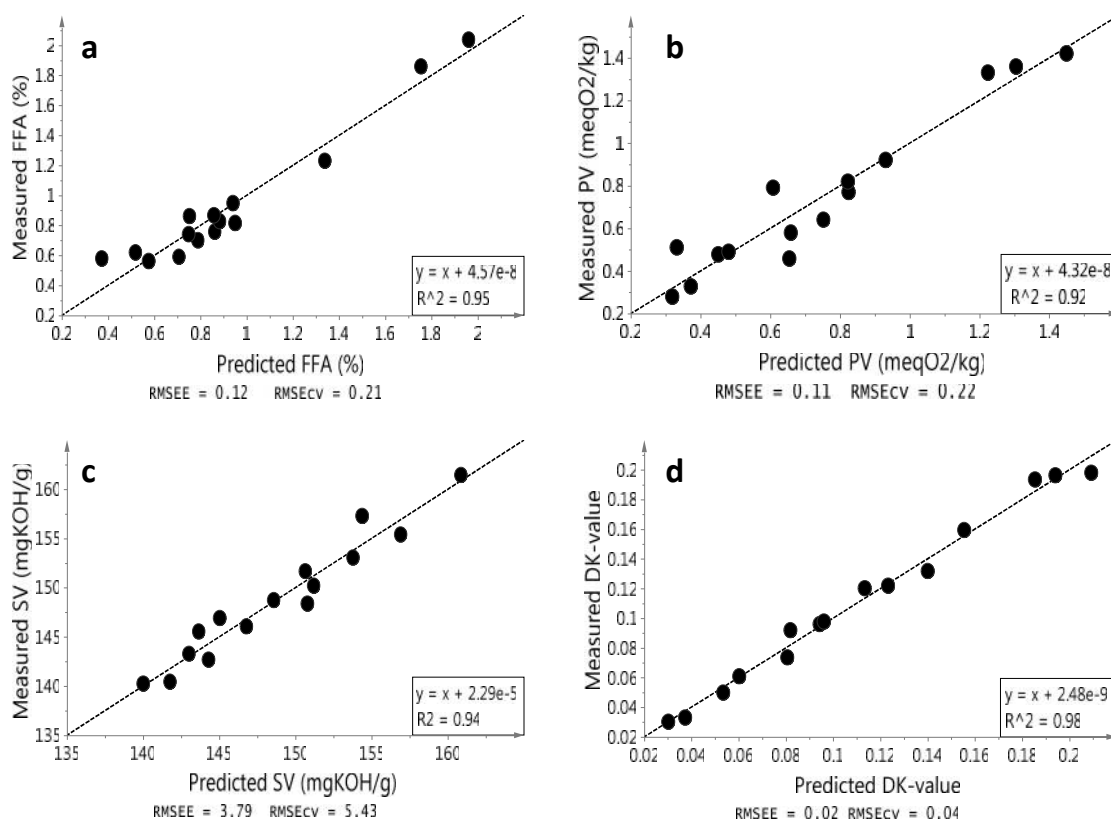 a
Measured FFA (%)
2
1.8
1.6
1.4
1.2
1
0.8
0.6
0.4
0.2
0.2 0.4 0.6 0.8 1 1.2 1.4 1.6 1.8 2
y = x + 4.57e-8
R^2 = 0.95
Predicted FFA (%)
RMSEE = 0.12 RMSEcv = 0.21
b
Measured PV (meqO2/kg)
1.4
1.2
1
0.8
0.6
0.4
0.2
0.2 0.4 0.6 0.8 1 1.2 1.4
y = x + 4.32e-8
R^2 = 0.92
Predicted PV (meqO2/kg)
RMSEE = 0.11 RMSEcv = 0.22
c
Measured SV (mgKOH/g)
160
155
150
145
140
135
135 140 145 150 155 160
y = x + 2.29e-5
R2 = 0.94
Predicted SV (mgKOH/g)
RMSEE = 3.79 RMSEcv = 5.43
d
Measured DK-value
0.2
0.18
0.16
0.14
0.12
0.1
0.08
0.06
0.04
0.02
0.02 0.04 0.06 0.08 0.1 0.12 0.14 0.16 0.18 0.2
y = x + 2.48e-9
R^2 = 0.98
Predicted DK-value
RMSEE = 0.02 RMSEcv = 0.04